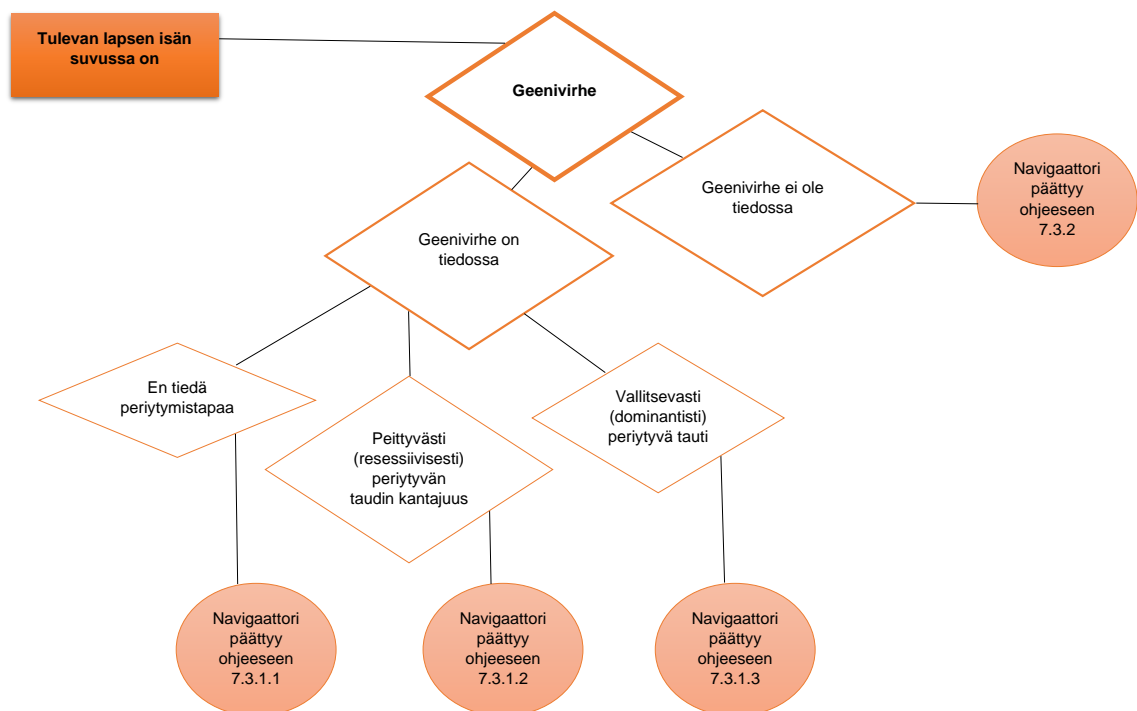 Tulevan lapsen isän
suvussa on
Geenivirhe
Geenivirhe ei ole
tiedossa
Navigaattori
päättyy
ohjeeseen
7.3.2
Geenivirhe on
tiedossa
En tiedä
periytymistapaa
Peittyvästi
(resessiivisesti)
periytyvän
taudin kantajuus
Vallitsevasti
(dominantisti)
periytyvä tauti
Navigaattori
päättyy
ohjeeseen
7.3.1.1
Navigaattori
päättyy
ohjeeseen
7.3.1.2
Navigaattori
päättyy
ohjeeseen
7.3.1.3